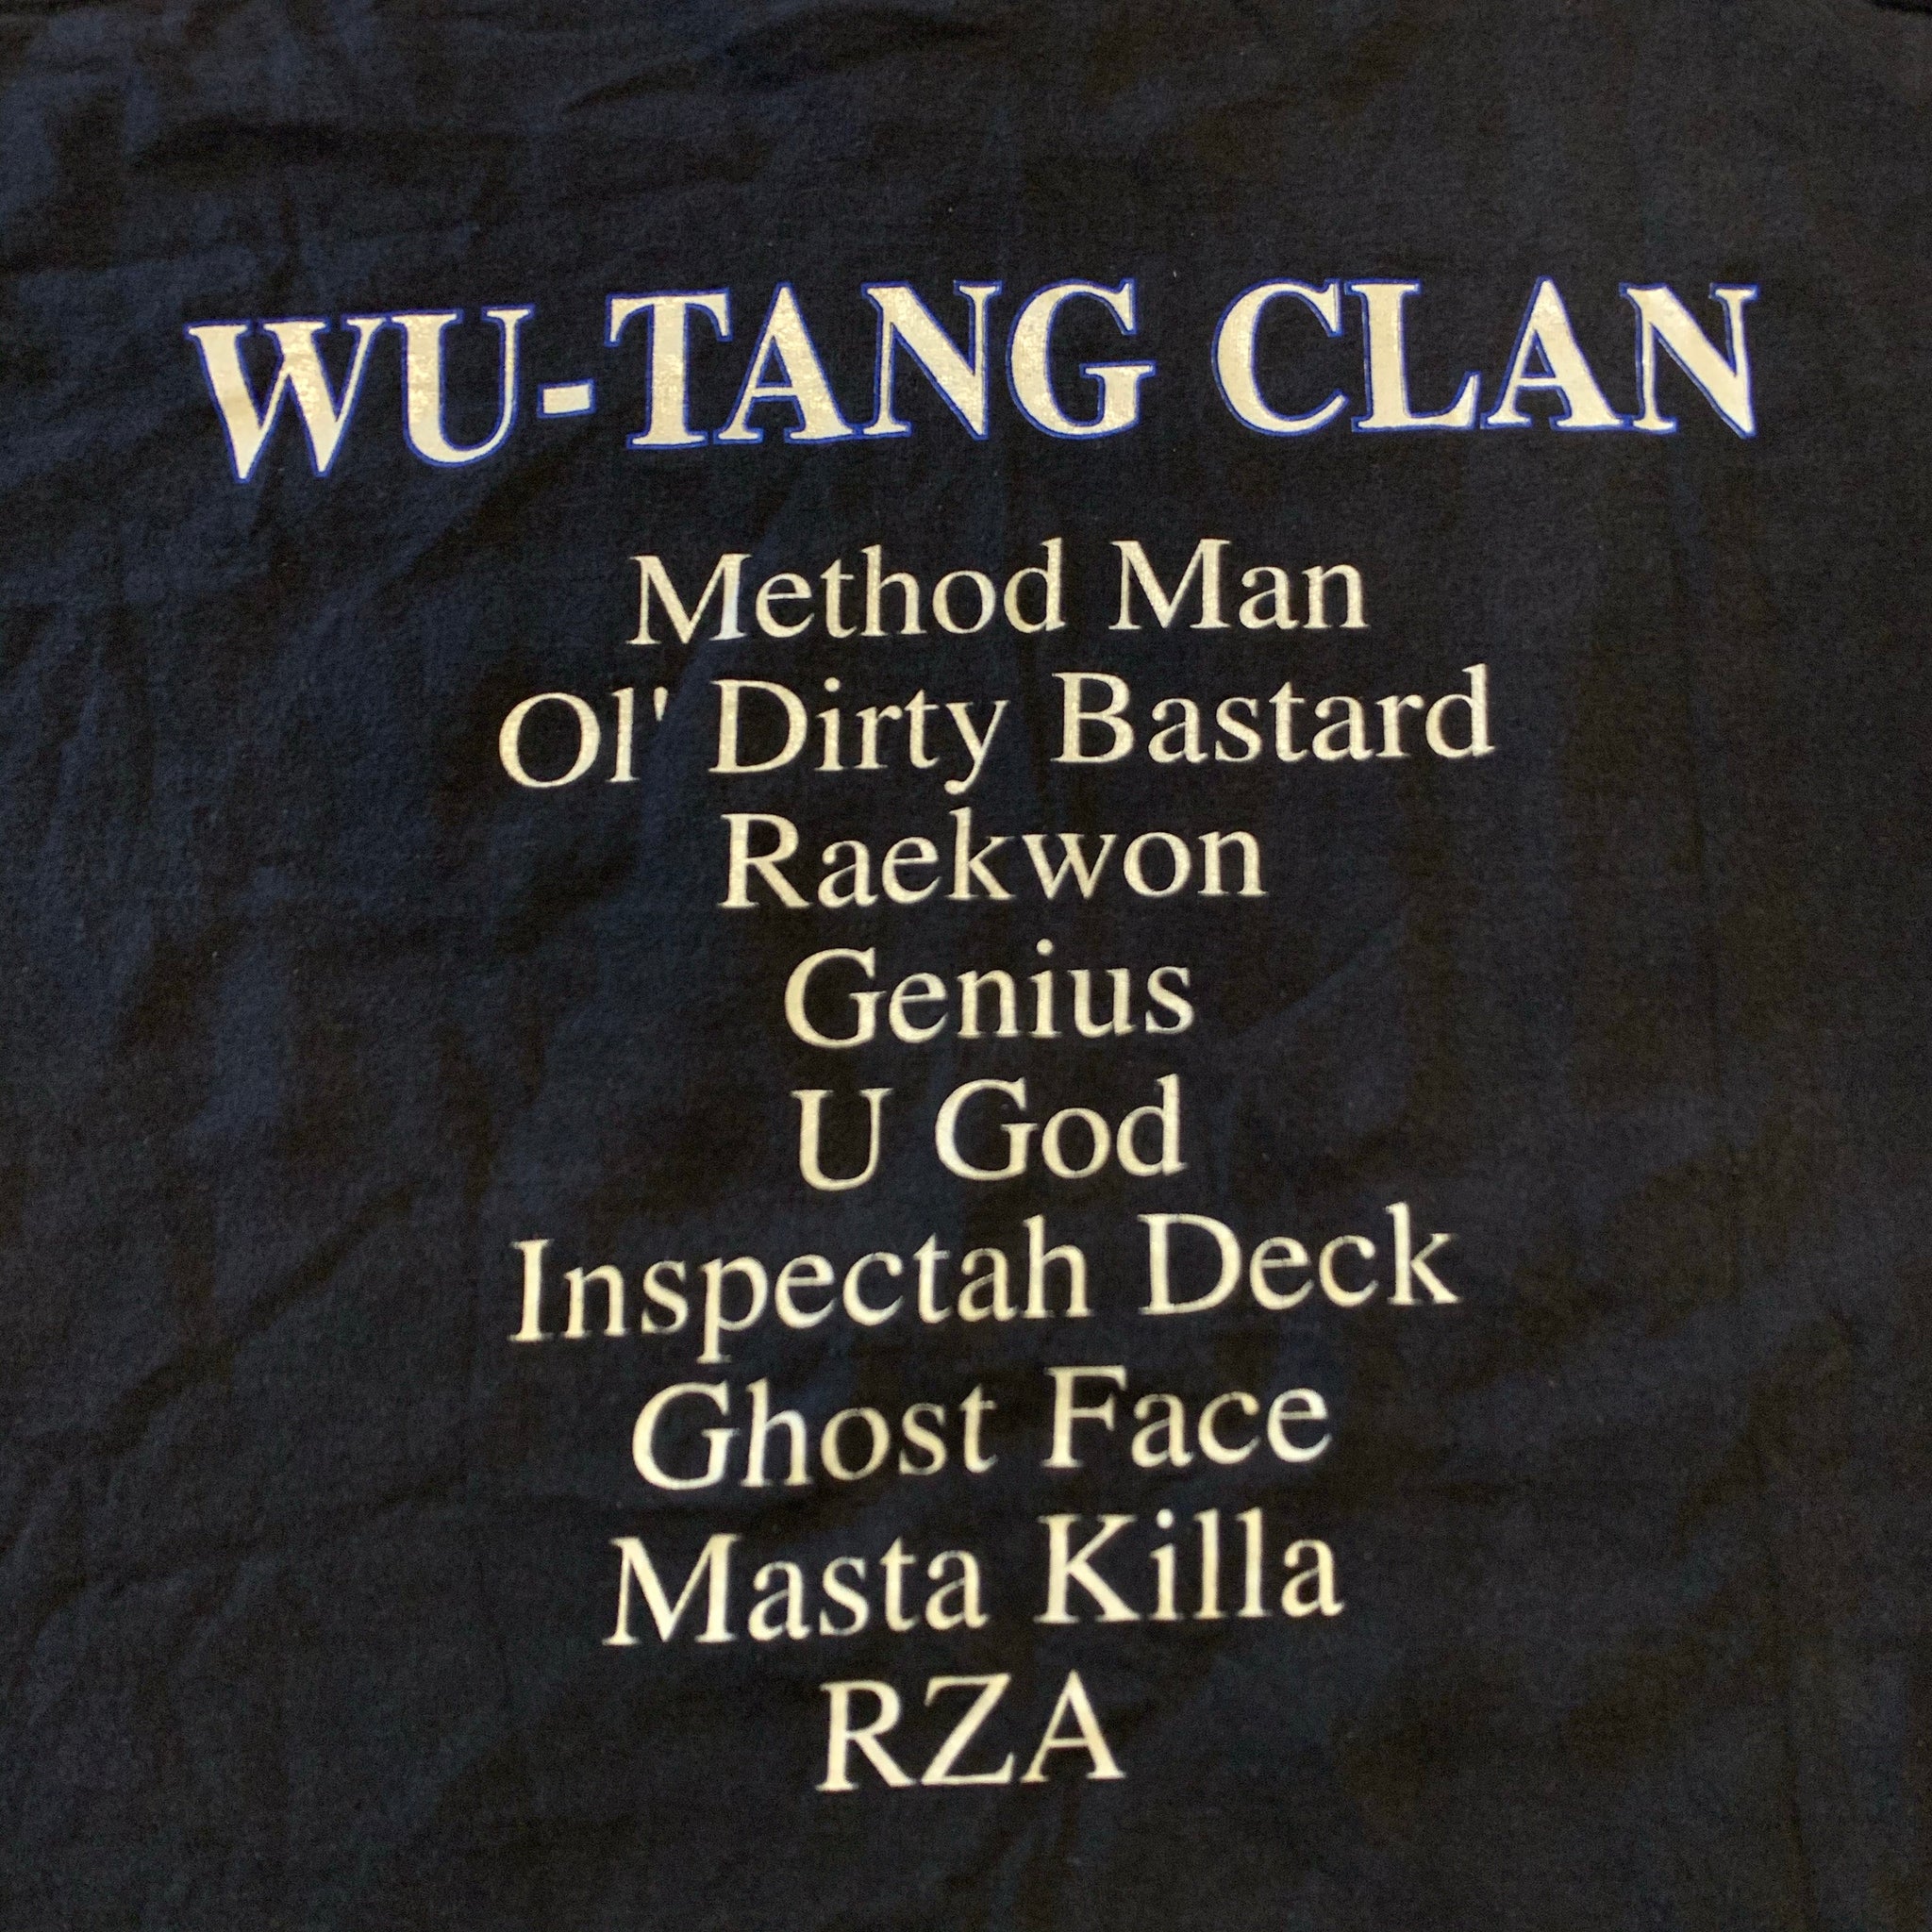 WU-TANG CLAN
Method Man
Ol' Dirty Bastard
Raekwon
Genius
U God
Inspectah Deck
Ghost Face
Masta Killa
RZA